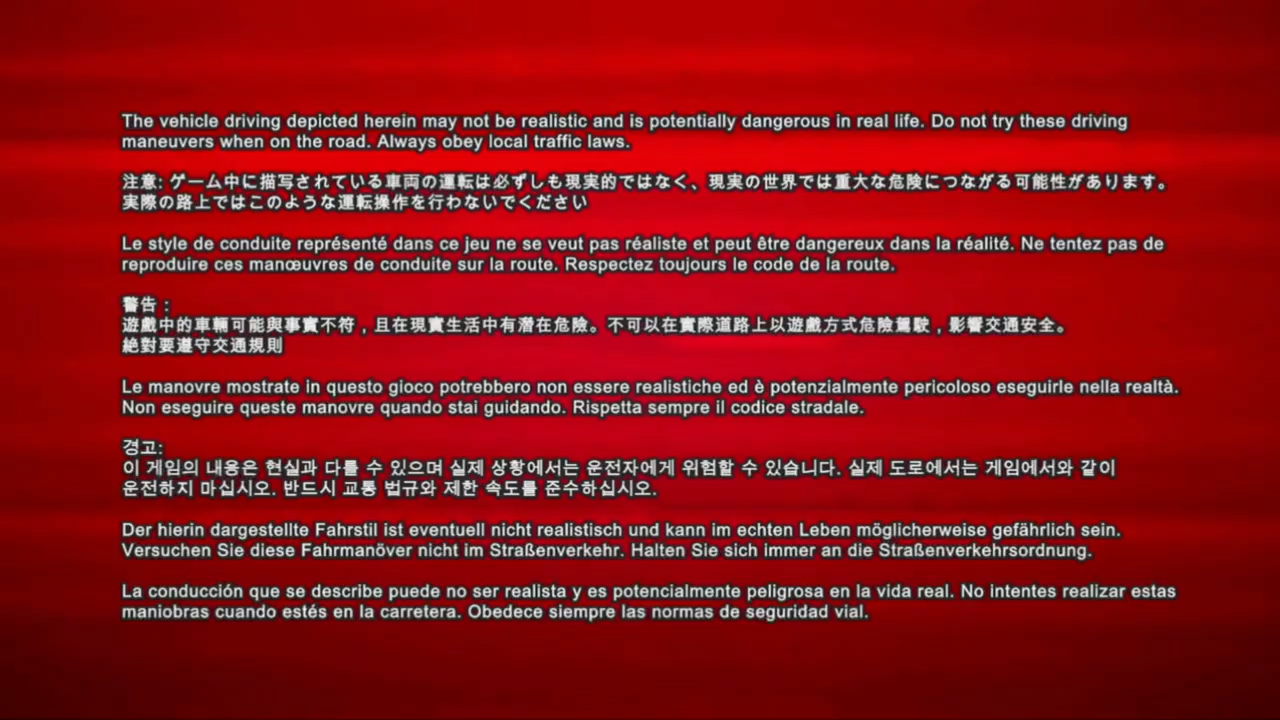 The vehicle driving depicted herein may not be realistic and is potentially dangerous in real life. Do not try these driving
maneuvers when on the road. Always obey local traffic laws.
注意: ゲーム中に描写されている車両の運転は必ずしも現実的ではなく、現実の世界では重大な危険につながる可能性があります。
実際の路上ではこのような運転操作を行わないでください
Le style de conduite représenté dans ce jeu ne se veut pas réaliste et peut être dangereux dans la réalité. Ne tentez pas de
reproduire ces manœuvres de conduite sur la route. Respectez toujours le code de la route.
警告：
遊戲中的車輛可能與事實不符，且在現實生活中有潛在危險。不可以在實際道路上以遊戲方式危險駕駛，影響交通安全。
絕對要遵守交通規則
Le manovre mostrate in questo gioco potrebbero non essere realistiche ed è potenzialmente pericoloso eseguirle nella realtà.
Non eseguire queste manovre quando stai guidando. Rispetta sempre il codice stradale.
경고:
이 게임의 내용은 현실과 다를 수 있으며 실제 상황에서는 운전자에게 위험할 수 있습니다. 실제 도로에서는 게임에서와 같이
운전하지 마십시오. 반드시 교통 법규와 제한 속도를 준수하십시오.
Der hierin dargestellte Fahrstil ist eventuell nicht realistisch und kann im echten Leben möglicherweise gefährlich sein.
Versuchen Sie diese Fahrmanöver nicht im Straßenverkehr. Halten Sie sich immer an die Straßenverkehrsordnung.
La conducción que se describe puede no ser realista y es potencialmente peligrosa en la vida real. No intentes realizar estas
maniobras cuando estés en la carretera. Obedece siempre las normas de seguridad vial.